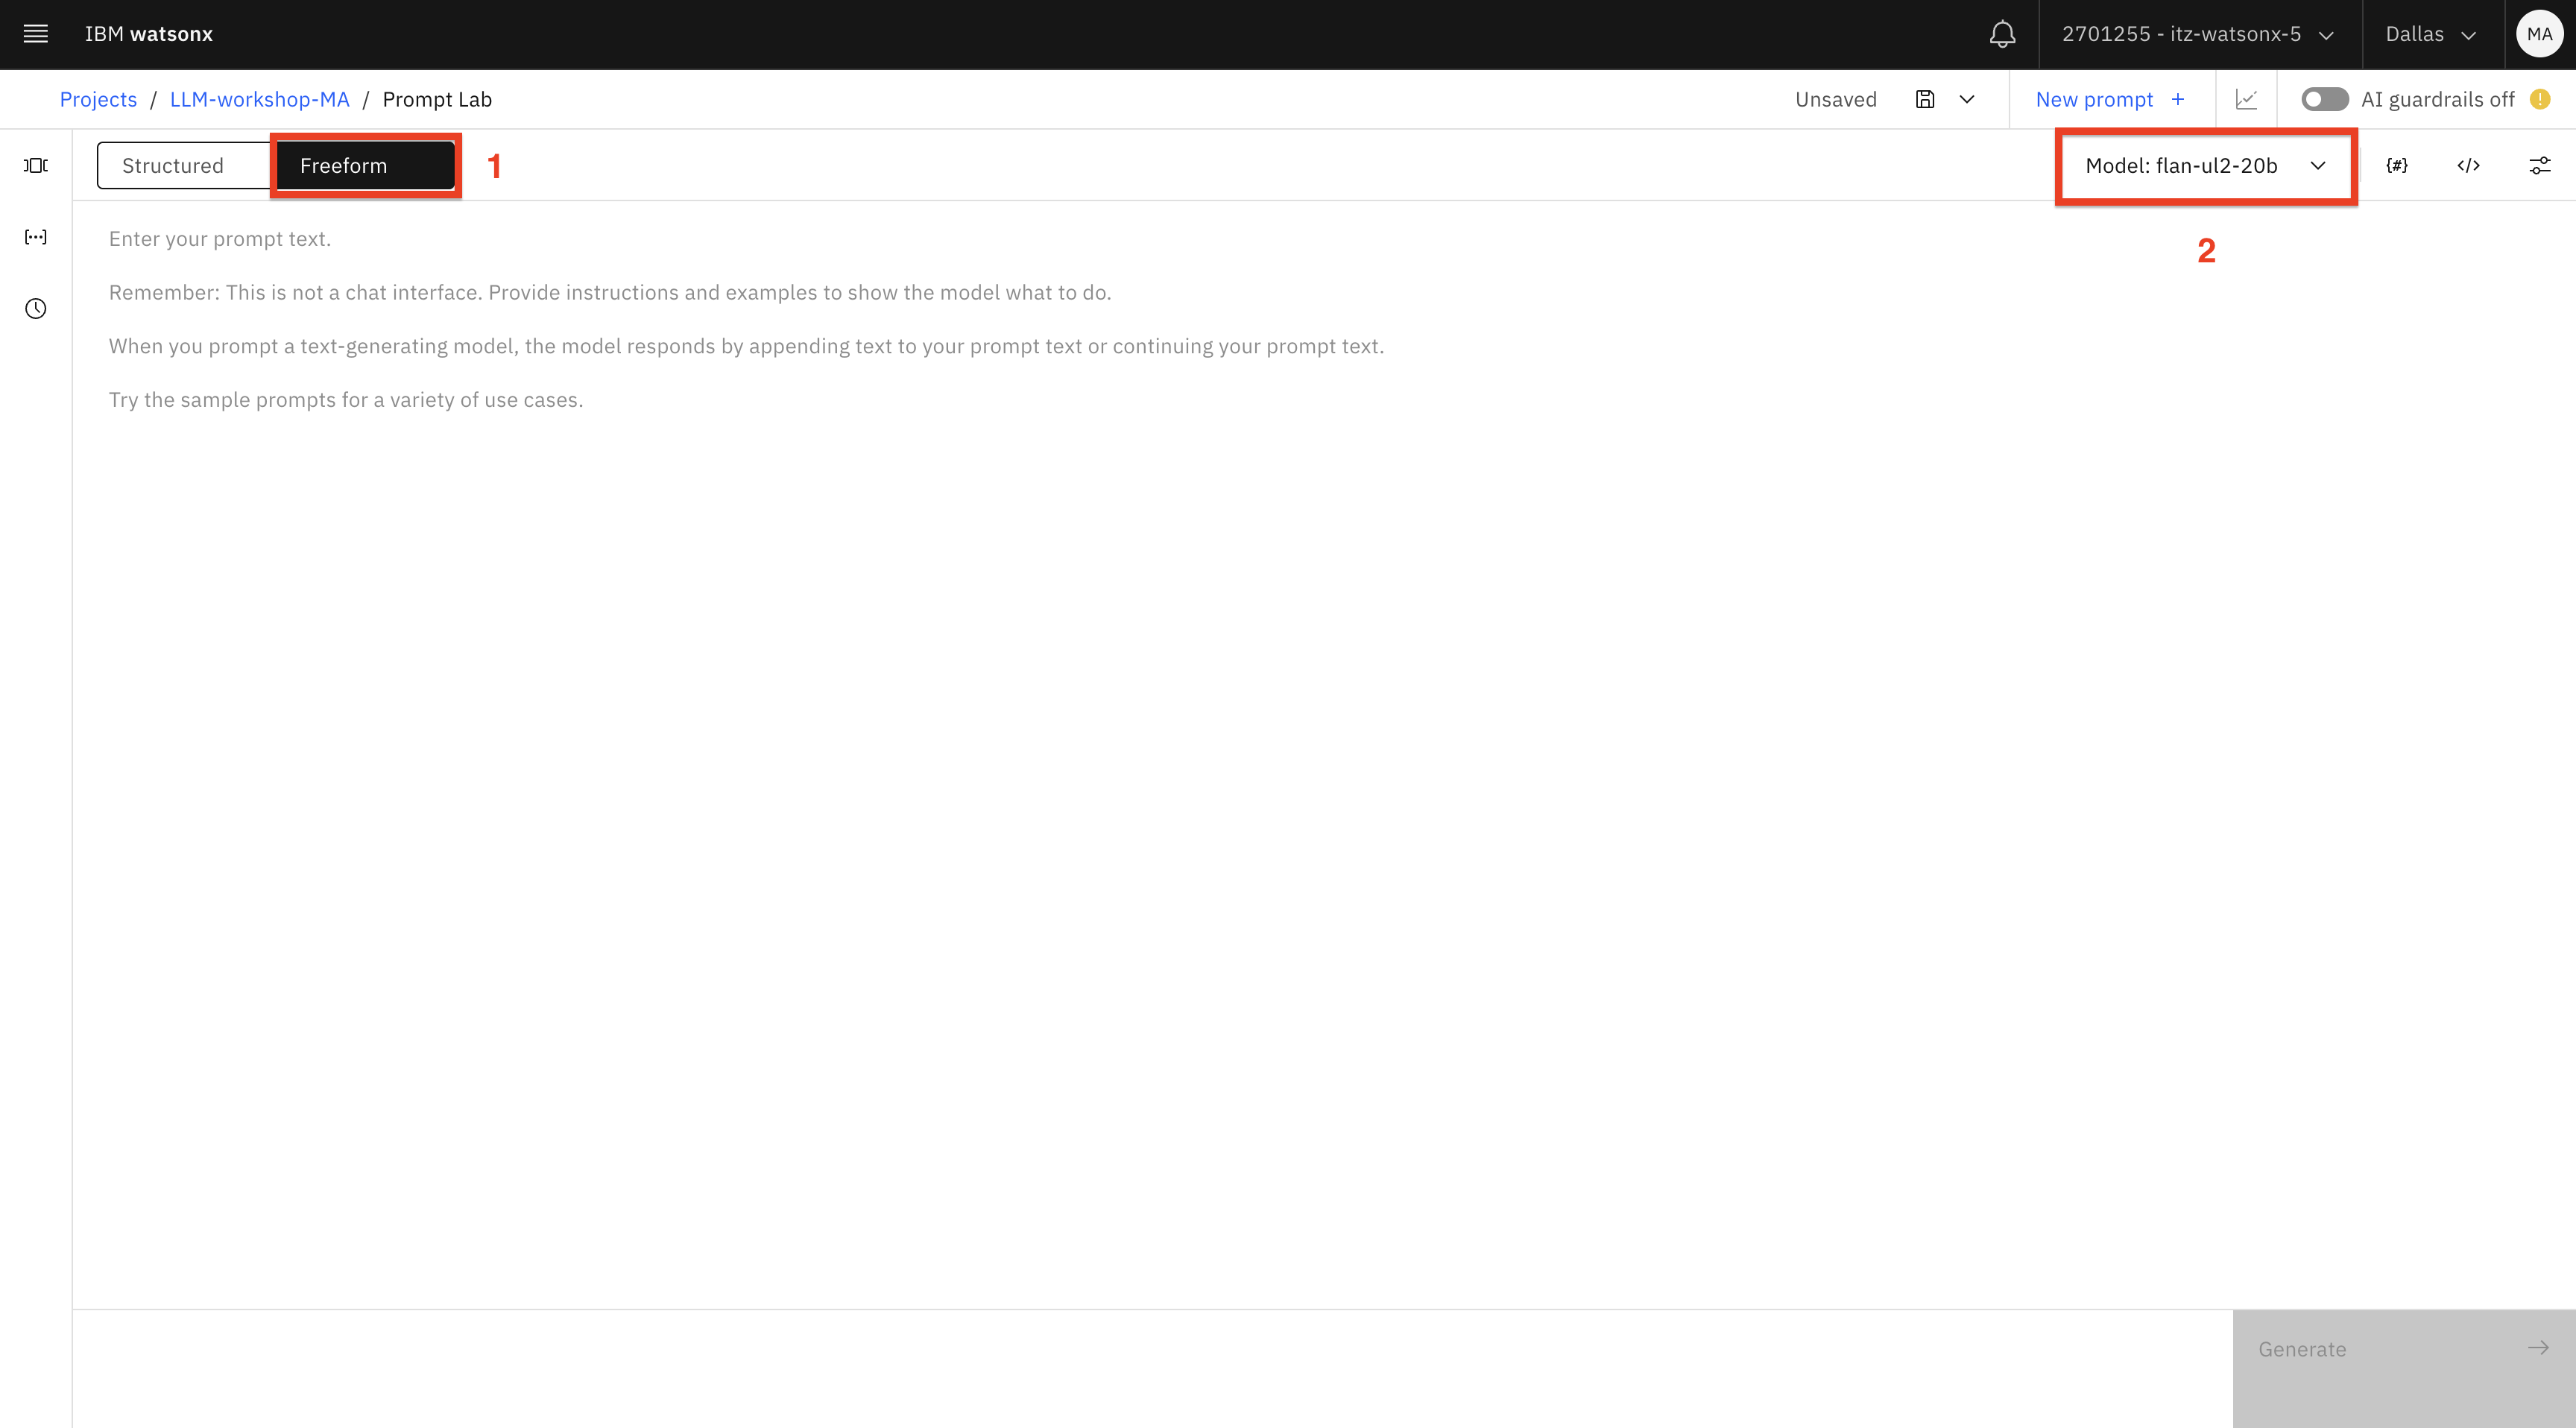 IBM watsonx
2701255 - itz-watsonx-5
Dallas
MA
Projects / LLM-workshop-MA / Prompt Lab
Unsaved
New prompt +
AI guardrails off
Structured
Freeform
1
Model: flan-ul2-20b
{#}
</>
2
Enter your prompt text.
Remember: This is not a chat interface. Provide instructions and examples to show the model what to do.
When you prompt a text-generating model, the model responds by appending text to your prompt text or continuing your prompt text.
Try the sample prompts for a variety of use cases.
Generate